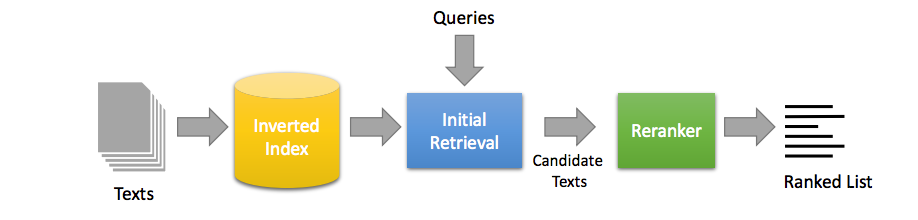 Queries
Texts
Inverted
Index
Initial
Retrieval
Candidate
Texts
Reranker
Ranked List